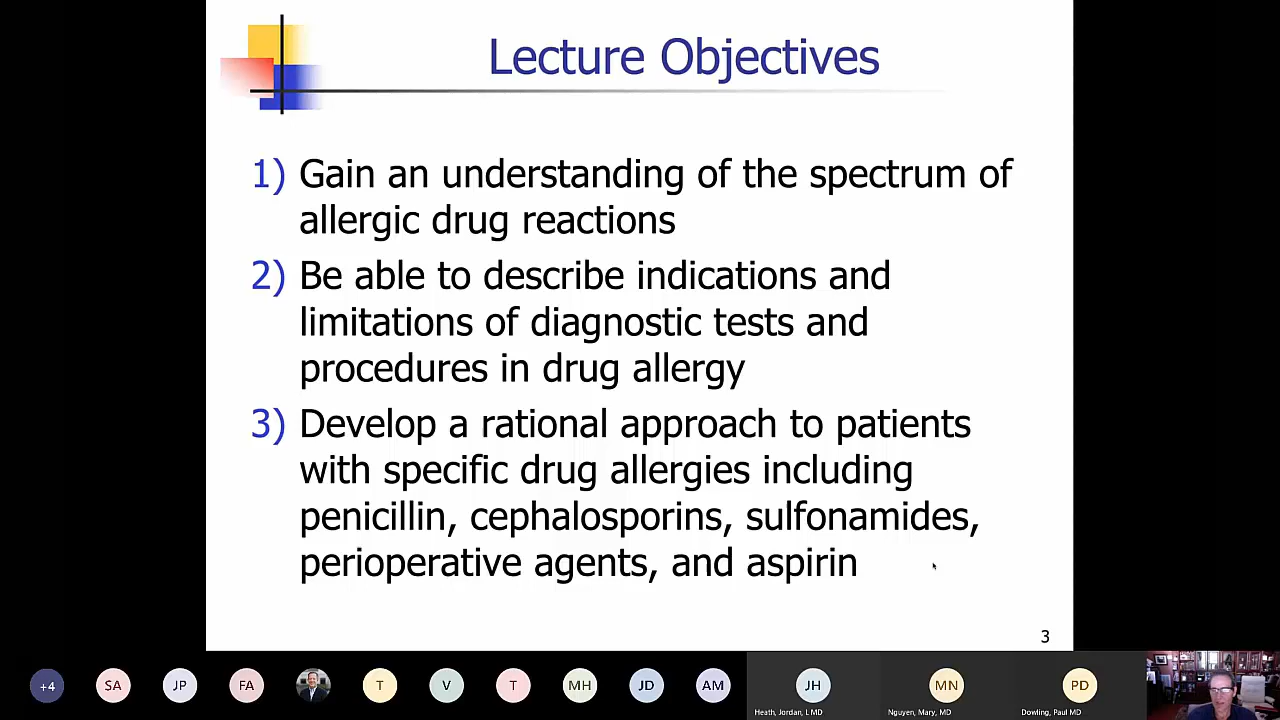 Lecture Objectives
1) Gain an understanding of the spectrum of
allergic drug reactions
2) Be able to describe indications and
limitations of diagnostic tests and
procedures in drug allergy
3) Develop a rational approach to patients
with specific drug allergies including
penicillin, cephalosporins, sulfonamides,
perioperative agents, and aspirin
3
+4 SA JP FA T V T MH JD AM JH MN PD
Heath, Jordan, L MD Nguyen, Mary, MD Dowling, Paul MD